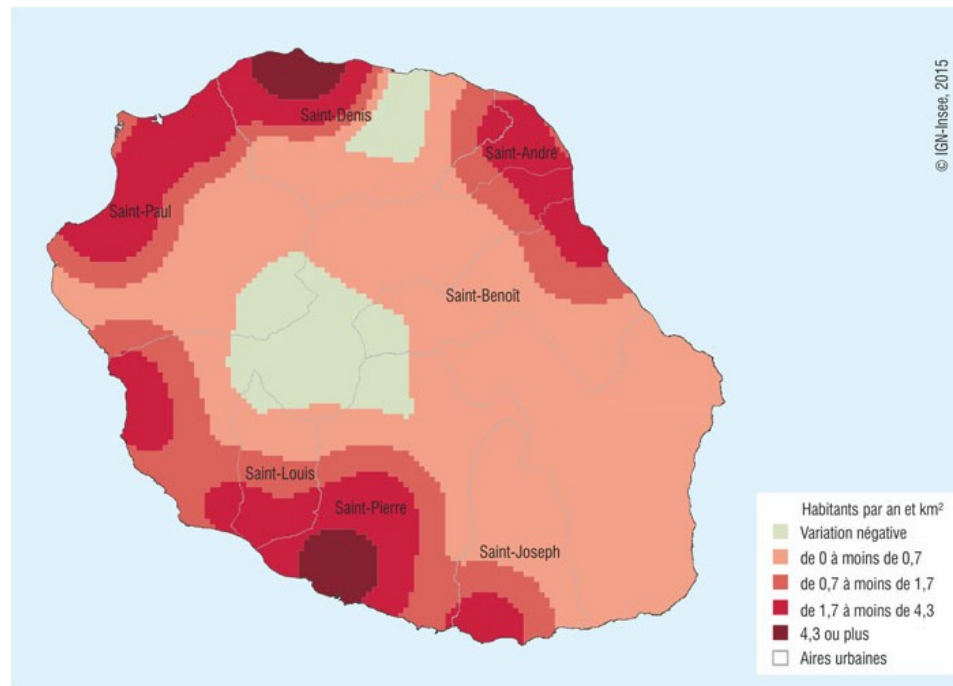 © IGN-Insee, 2015
Saint-Denis
Saint-André
Saint-Paul
Saint-Benoît
Saint-Louis
Saint-Pierre
Saint-Joseph
Habitants par an et km²
Variation négative
de 0 à moins de 0,7
de 0,7 à moins de 1,7
de 1,7 à moins de 4,3
4,3 ou plus
Aires urbaines